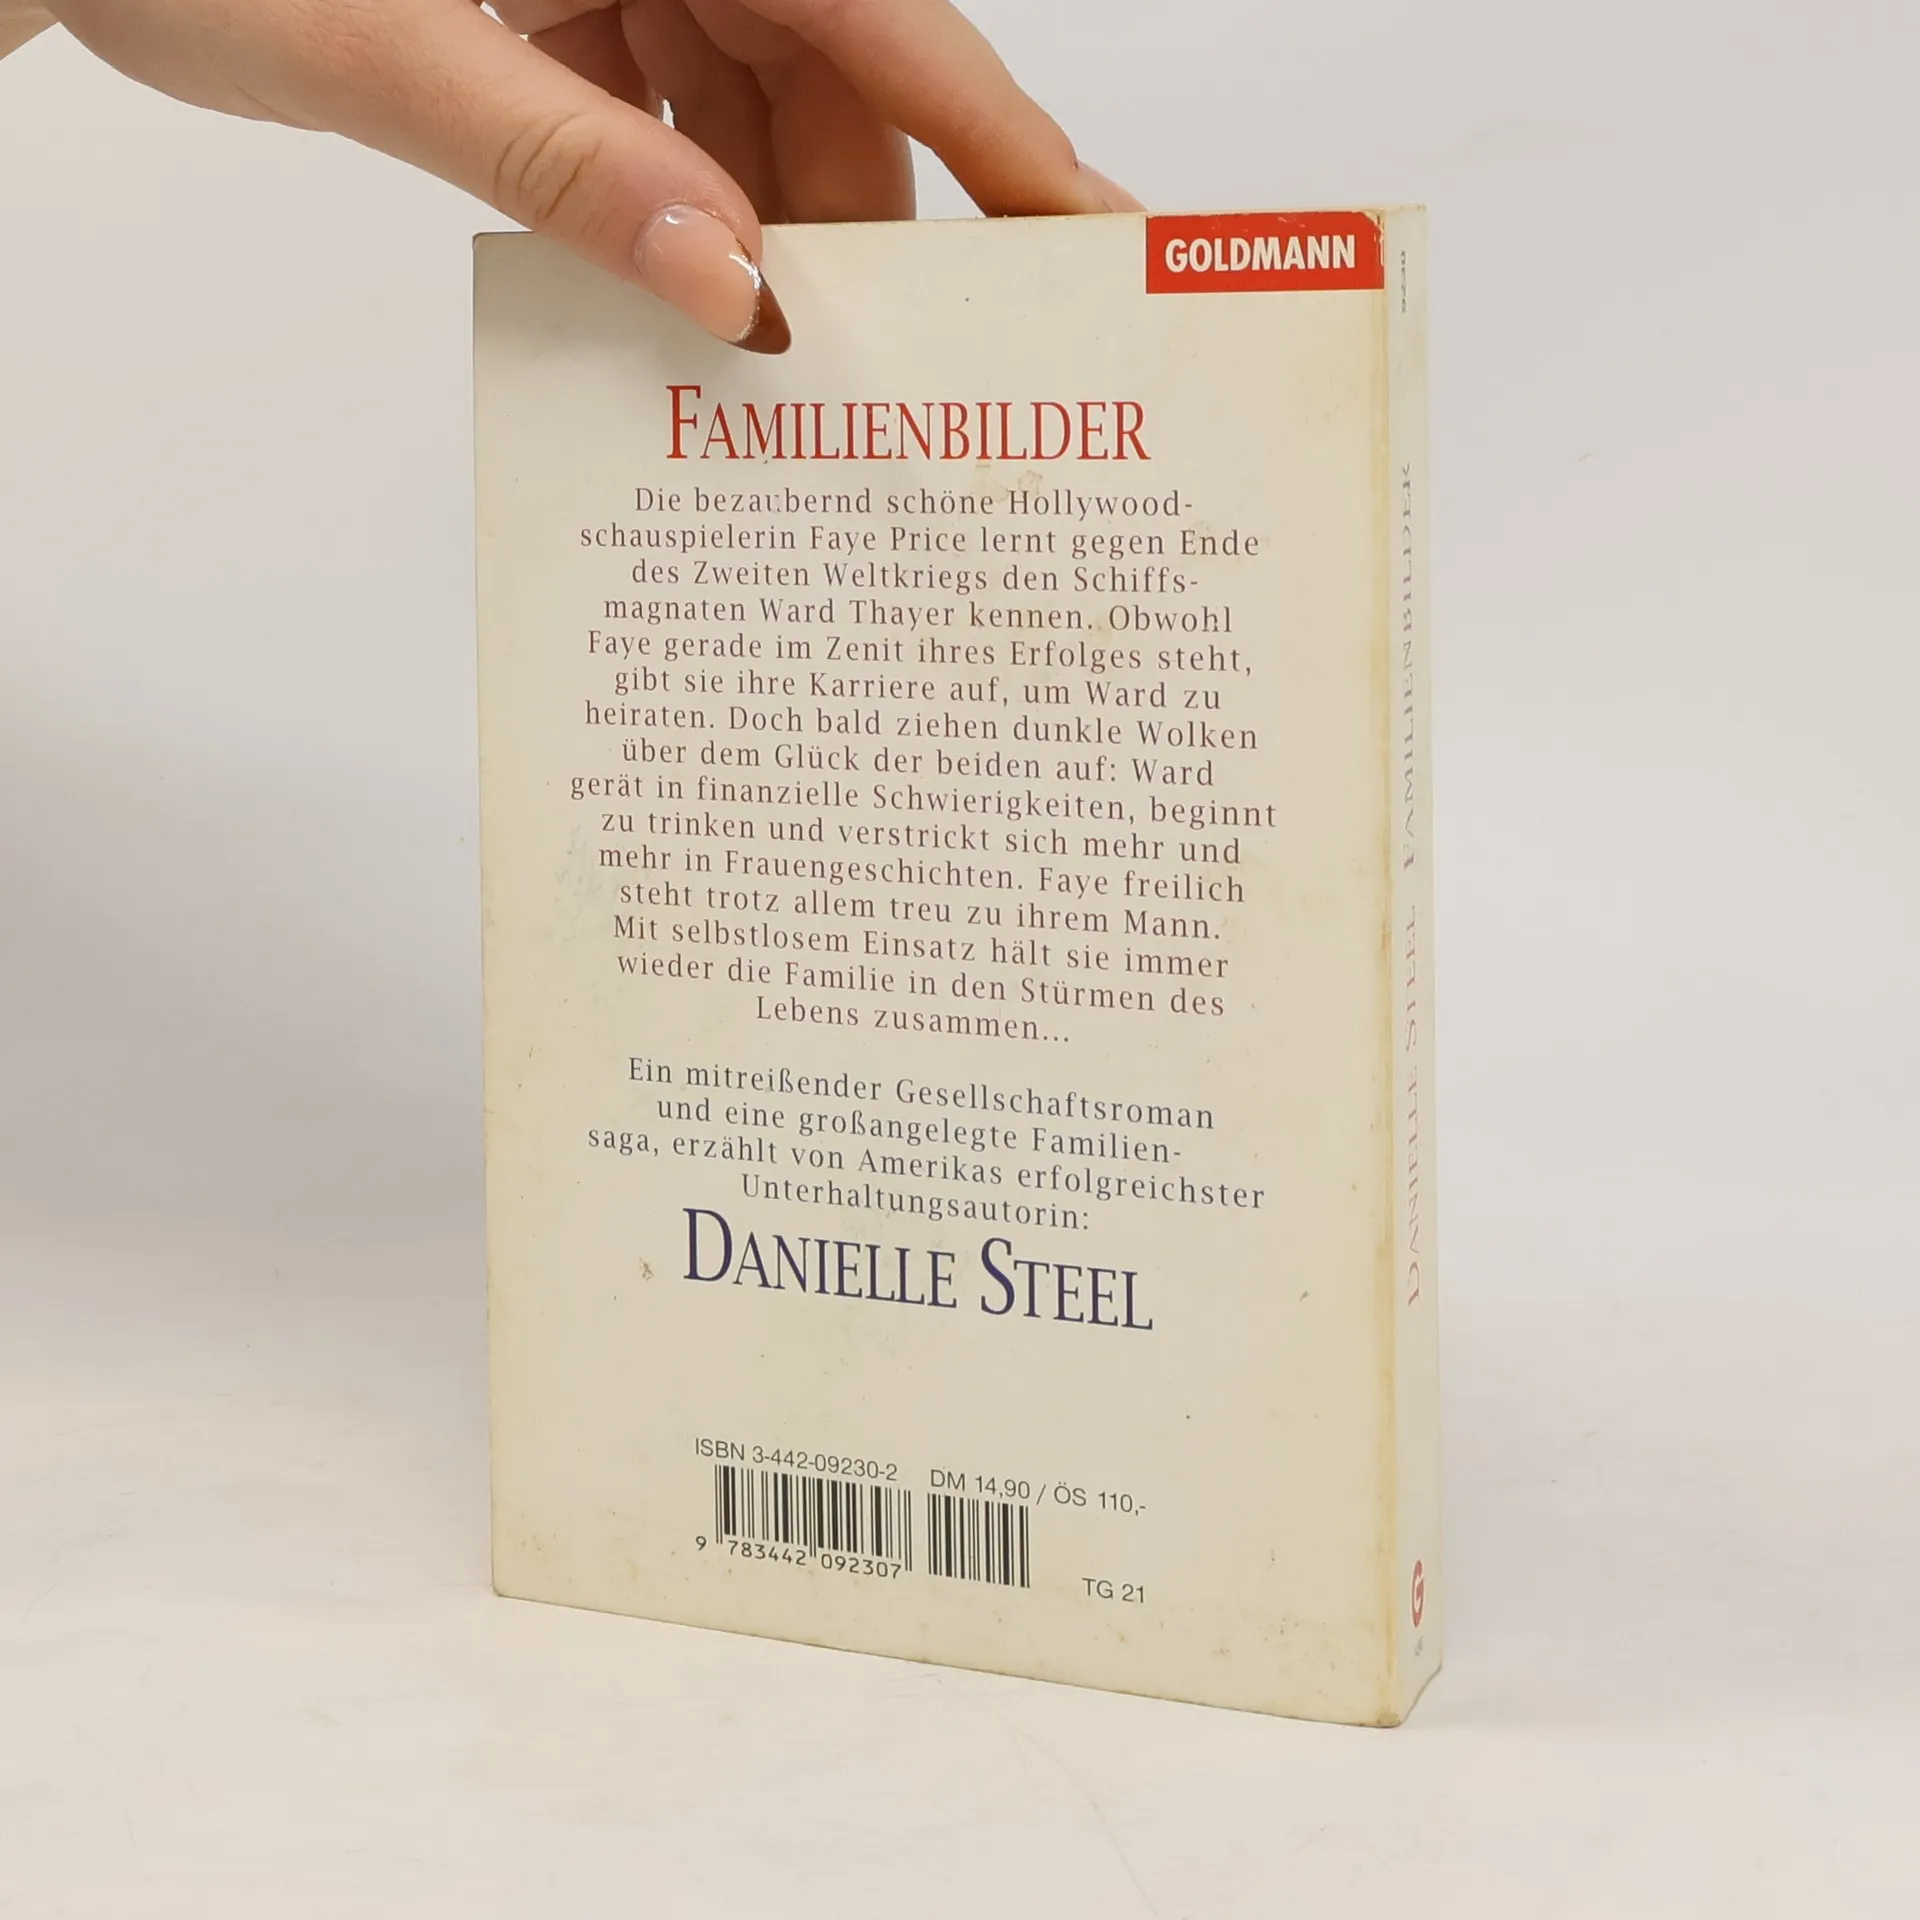 GOLDMANN
FAMILIENBILDER
Die bezaubernd schöne Hollywood-
schauspielerin Faye Price lernt gegen Ende
des Zweiten Weltkriegs den Schiffs-
magnaten Ward Thayer kennen. Obwohl
Faye gerade im Zenit ihres Erfolges steht,
gibt sie ihre Karriere auf, um Ward zu
heiraten. Doch bald ziehen dunkle Wolken
über dem Glück der beiden auf: Ward
gerät in finanzielle Schwierigkeiten, beginnt
zu trinken und verstrickt sich mehr und
mehr in Frauengeschichten. Faye freilich
steht trotz allem treu zu ihrem Mann.
Mit selbstlosem Einsatz hält sie immer
wieder die Familie in den Stürmen des
Lebens zusammen...
Ein mitreißender Gesellschaftsroman
und eine großangelegte Familien-
saga, erzählt von Amerikas erfolgreichster
Unterhaltungsautorin:
DANIELLE STEEL
ISBN 3-442-09230-2 DM 14,90 / ÖS 110,-
9 783442 092307
TG 21
9230
DANIELLE STEEL FAMILIENBILDER
G